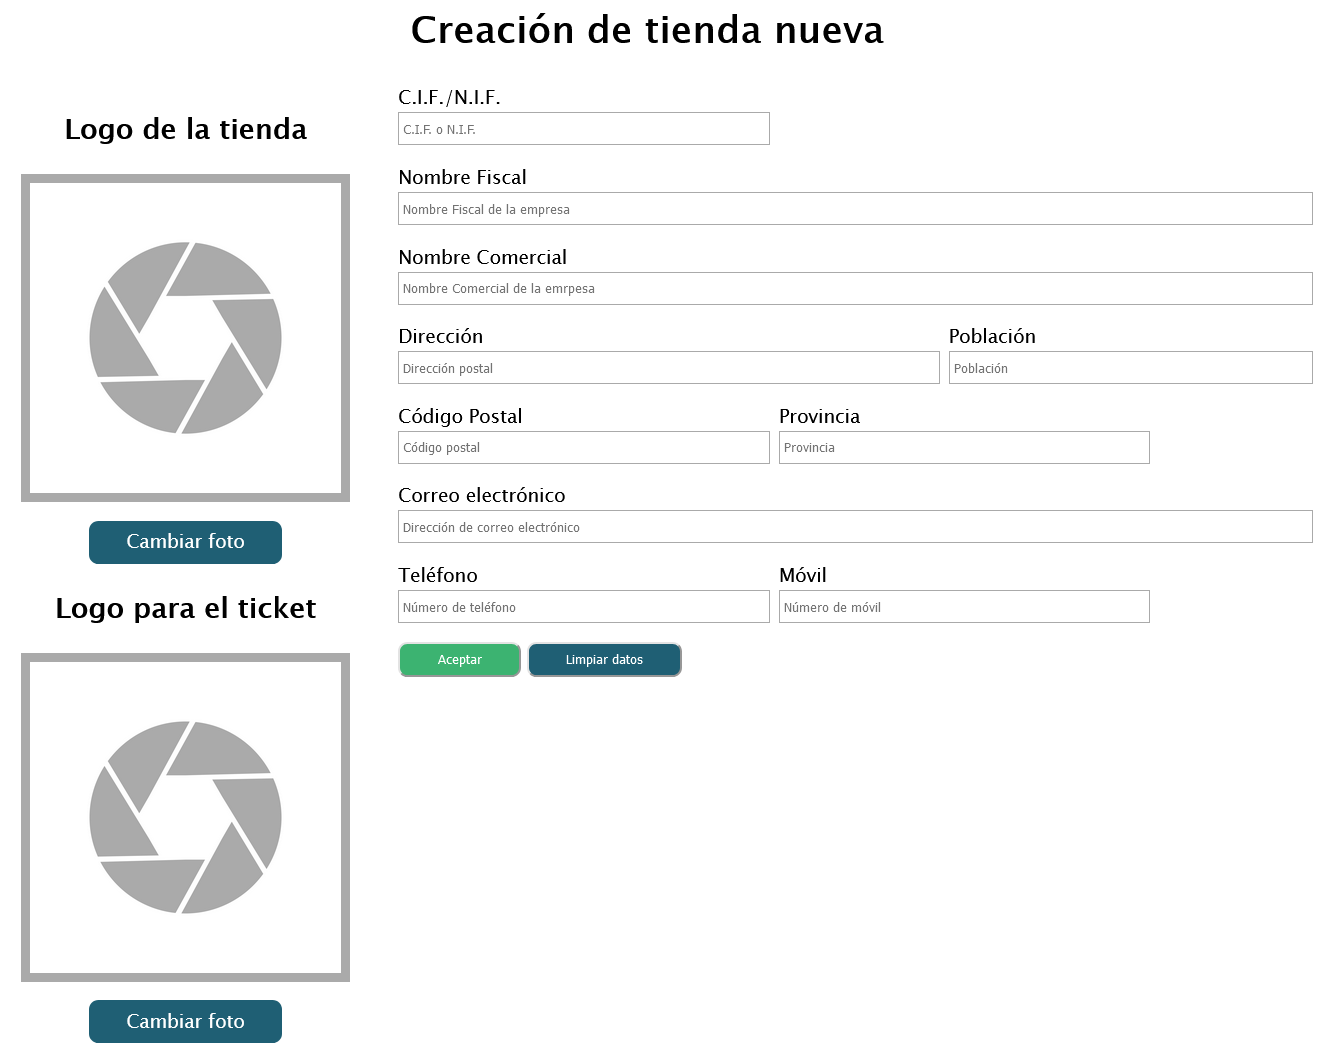 Creación de tienda nueva
Logo de la tienda
Cambiar foto
Logo para el ticket
Cambiar foto
C.I.F./N.I.F.
C.I.F. o N.I.F.
Nombre Fiscal
Nombre Fiscal de la empresa
Nombre Comercial
Nombre Comercial de la emrpesa
Dirección Población
Dirección postal Población
Código Postal Provincia
Código postal Provincia
Correo electrónico
Dirección de correo electrónico
Teléfono Móvil
Número de teléfono Número de móvil
Aceptar Limpiar datos